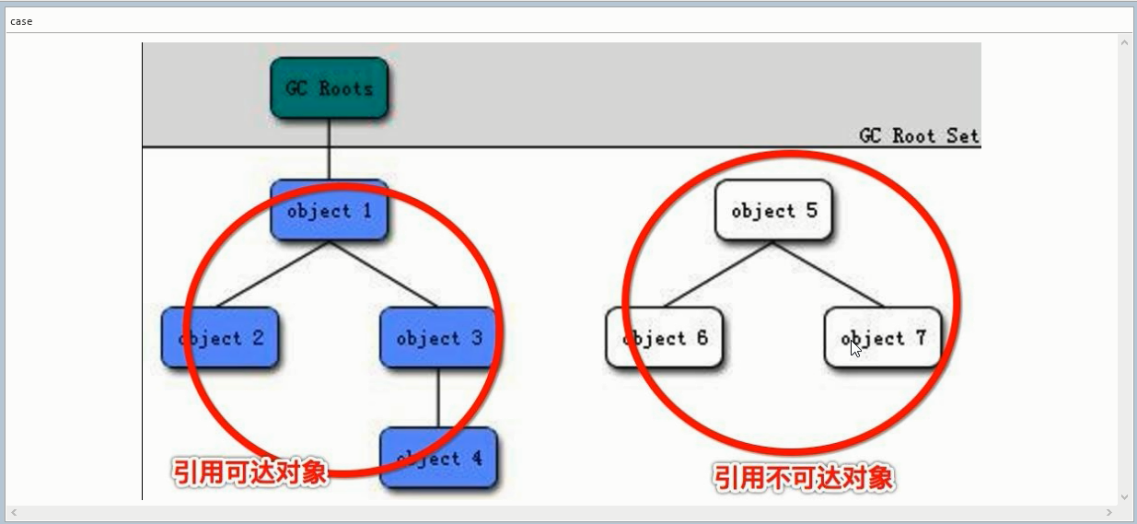 case
GC Roots
GC Root Set
object 1
object 5
object 2
object 3
object 6
object 7
object 4
引用可达对象
引用不可达对象